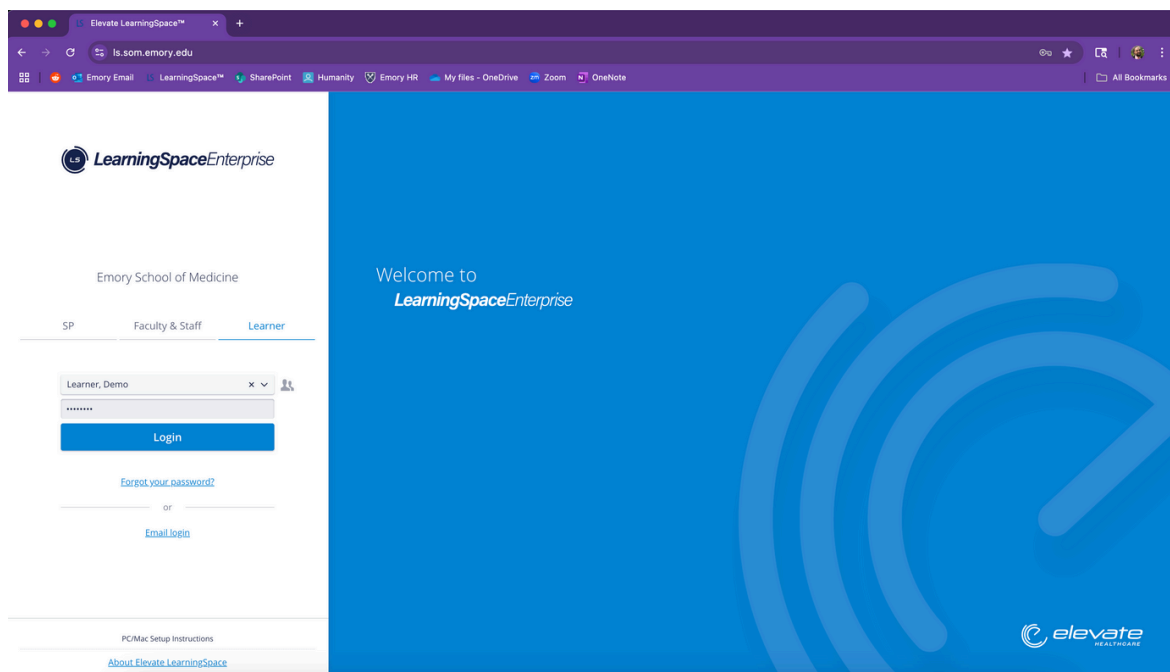 Elevate LearningSpace™
ls.som.emory.edu
Emory Email LearningSpace™ SharePoint Humanity Emory HR My files - OneDrive Zoom OneNote All Bookmarks
LS LearningSpaceEnterprise
Emory School of Medicine
SP Faculty & Staff Learner
Learner, Demo
••••••••
Login
Forgot your password?
or
Email login
PC/Mac Setup Instructions
About Elevate LearningSpace
Welcome to
LearningSpaceEnterprise
elevate
HEALTHCARE